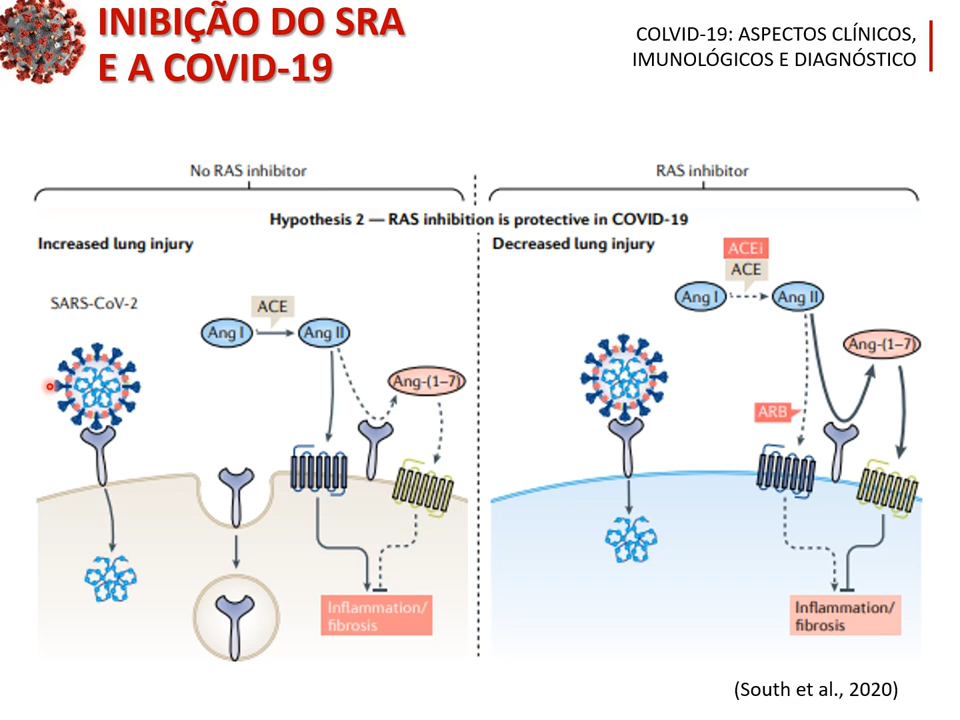 INIBIÇÃO DO SRA
E A COVID-19
COLVID-19: ASPECTOS CLÍNICOS,
IMUNOLÓGICOS E DIAGNÓSTICO
No RAS inhibitor
RAS inhibitor
Hypothesis 2 — RAS inhibition is protective in COVID-19
Increased lung injury
Decreased lung injury
SARS-CoV-2
ACE
Ang I
Ang II
Ang-(1–7)
Inflammation/
fibrosis
ACEi
ACE
Ang I
Ang II
Ang-(1–7)
ARB
Inflammation/
fibrosis
(South et al., 2020)